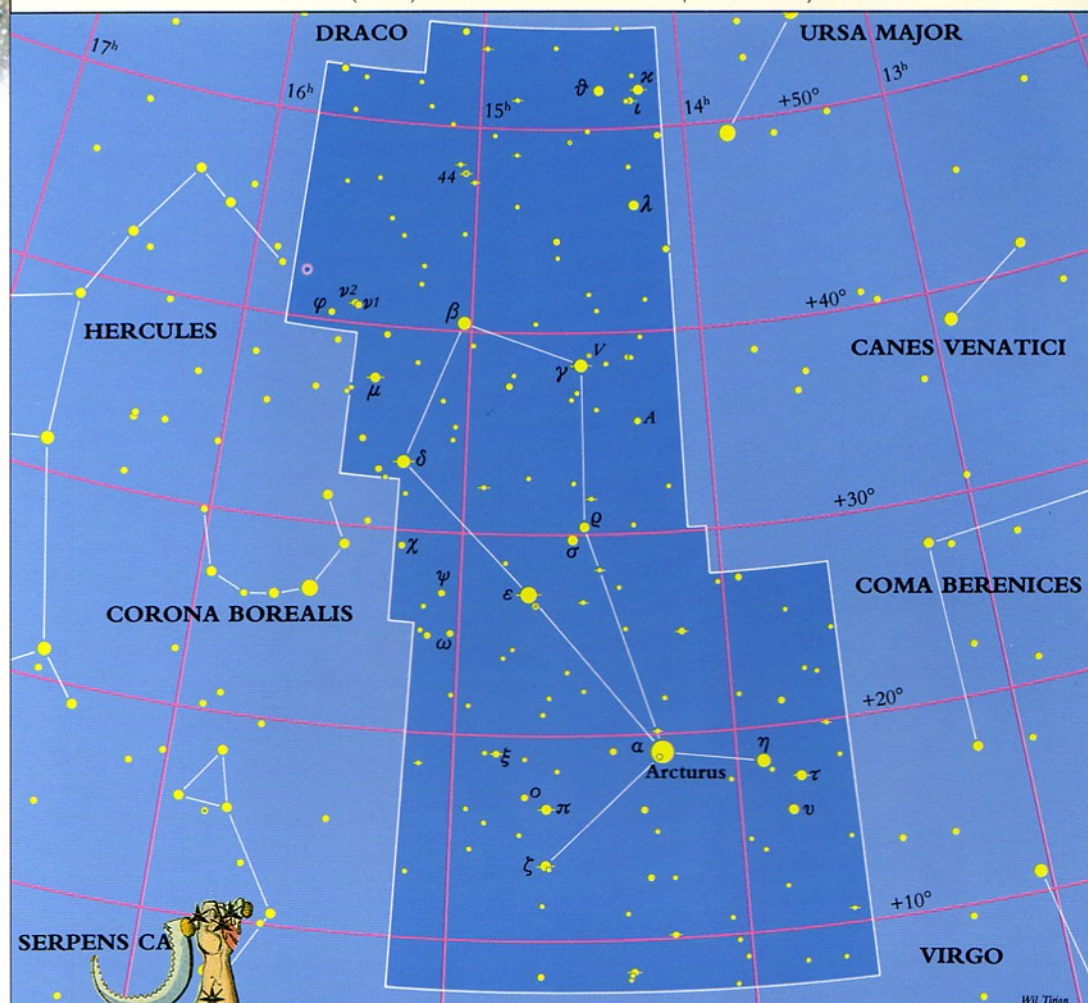 DRACO
URSA MAJOR
17h
16h
15h
14h
13h
+50°
ϑ
ϰ
ι
44
λ
+40°
ν2
ν1
φ
β
HERCULES
CANES VENATICI
V
γ
μ
A
δ
+30°
ϱ
σ
χ
ψ
ε
CORONA BOREALIS
COMA BERENICES
ω
+20°
α
η
ξ
Arcturus
τ
ο
π
υ
ζ
+10°
SERPENS CA
VIRGO
Wil Tirion